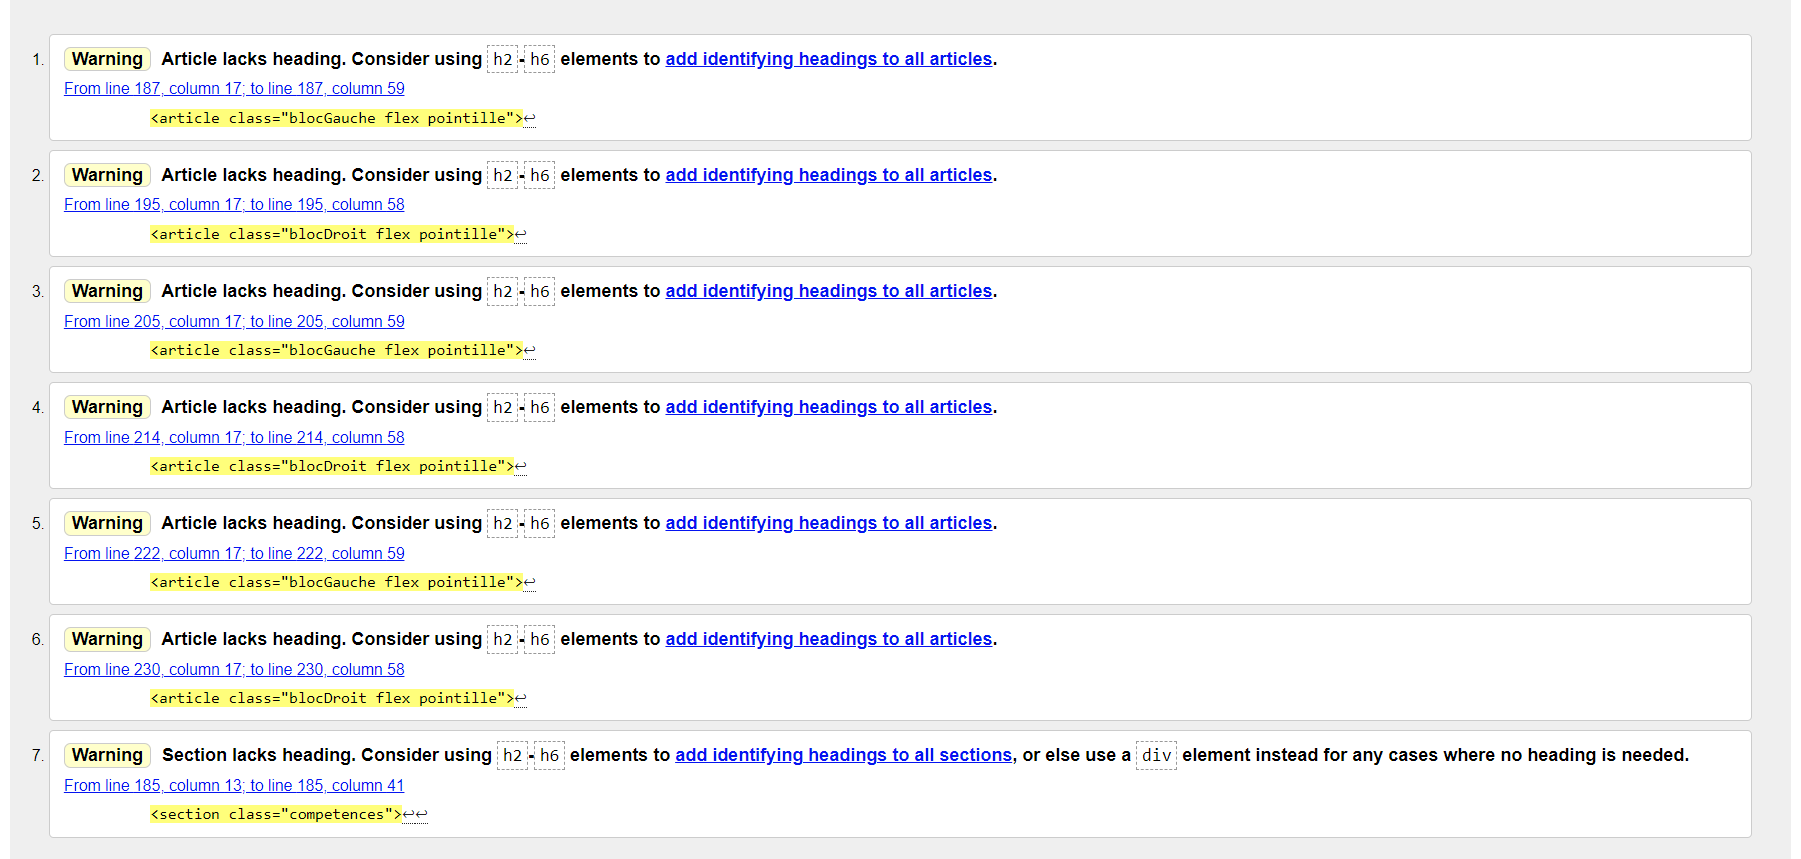 1. Warning Article lacks heading. Consider using h2-h6 elements to add identifying headings to all articles.
From line 187, column 17; to line 187, column 59
<article class="blocGauche flex pointille">↩
2. Warning Article lacks heading. Consider using h2-h6 elements to add identifying headings to all articles.
From line 195, column 17; to line 195, column 58
<article class="blocDroit flex pointille">↩
3. Warning Article lacks heading. Consider using h2-h6 elements to add identifying headings to all articles.
From line 205, column 17; to line 205, column 59
<article class="blocGauche flex pointille">↩
4. Warning Article lacks heading. Consider using h2-h6 elements to add identifying headings to all articles.
From line 214, column 17; to line 214, column 58
<article class="blocDroit flex pointille">↩
5. Warning Article lacks heading. Consider using h2-h6 elements to add identifying headings to all articles.
From line 222, column 17; to line 222, column 59
<article class="blocGauche flex pointille">↩
6. Warning Article lacks heading. Consider using h2-h6 elements to add identifying headings to all articles.
From line 230, column 17; to line 230, column 58
<article class="blocDroit flex pointille">↩
7. Warning Section lacks heading. Consider using h2-h6 elements to add identifying headings to all sections, or else use a div element instead for any cases where no heading is needed.
From line 185, column 13; to line 185, column 41
<section class="competences">↩↩